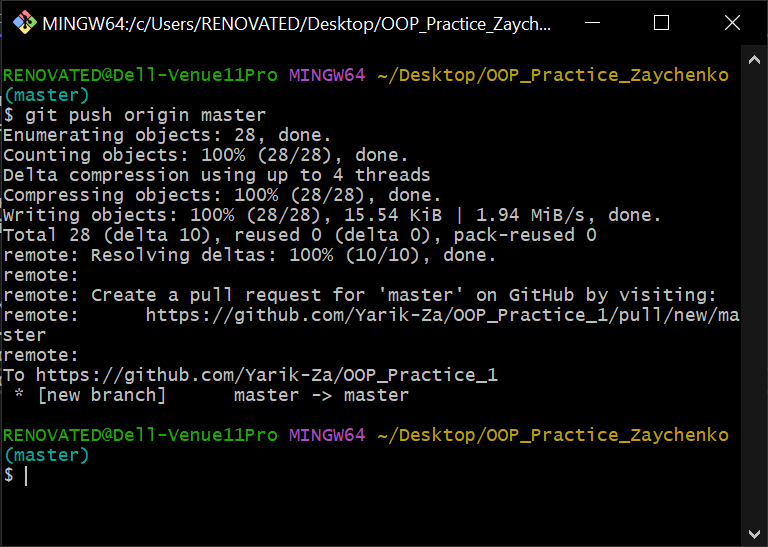 MINGW64:/c/Users/RENOVATED/Desktop/OOP_Practice_Zaych...
RENOVATED@Dell-Venue11Pro MINGW64 ~/Desktop/OOP_Practice_Zaychenko
(master)
$ git push origin master
Enumerating objects: 28, done.
Counting objects: 100% (28/28), done.
Delta compression using up to 4 threads
Compressing objects: 100% (28/28), done.
Writing objects: 100% (28/28), 15.54 KiB | 1.94 MiB/s, done.
Total 28 (delta 10), reused 0 (delta 0), pack-reused 0
remote: Resolving deltas: 100% (10/10), done.
remote:
remote: Create a pull request for 'master' on GitHub by visiting:
remote:      https://github.com/Yarik-Za/OOP_Practice_1/pull/new/ma
ster
remote:
To https://github.com/Yarik-Za/OOP_Practice_1
 * [new branch]      master -> master
RENOVATED@Dell-Venue11Pro MINGW64 ~/Desktop/OOP_Practice_Zaychenko
(master)
$